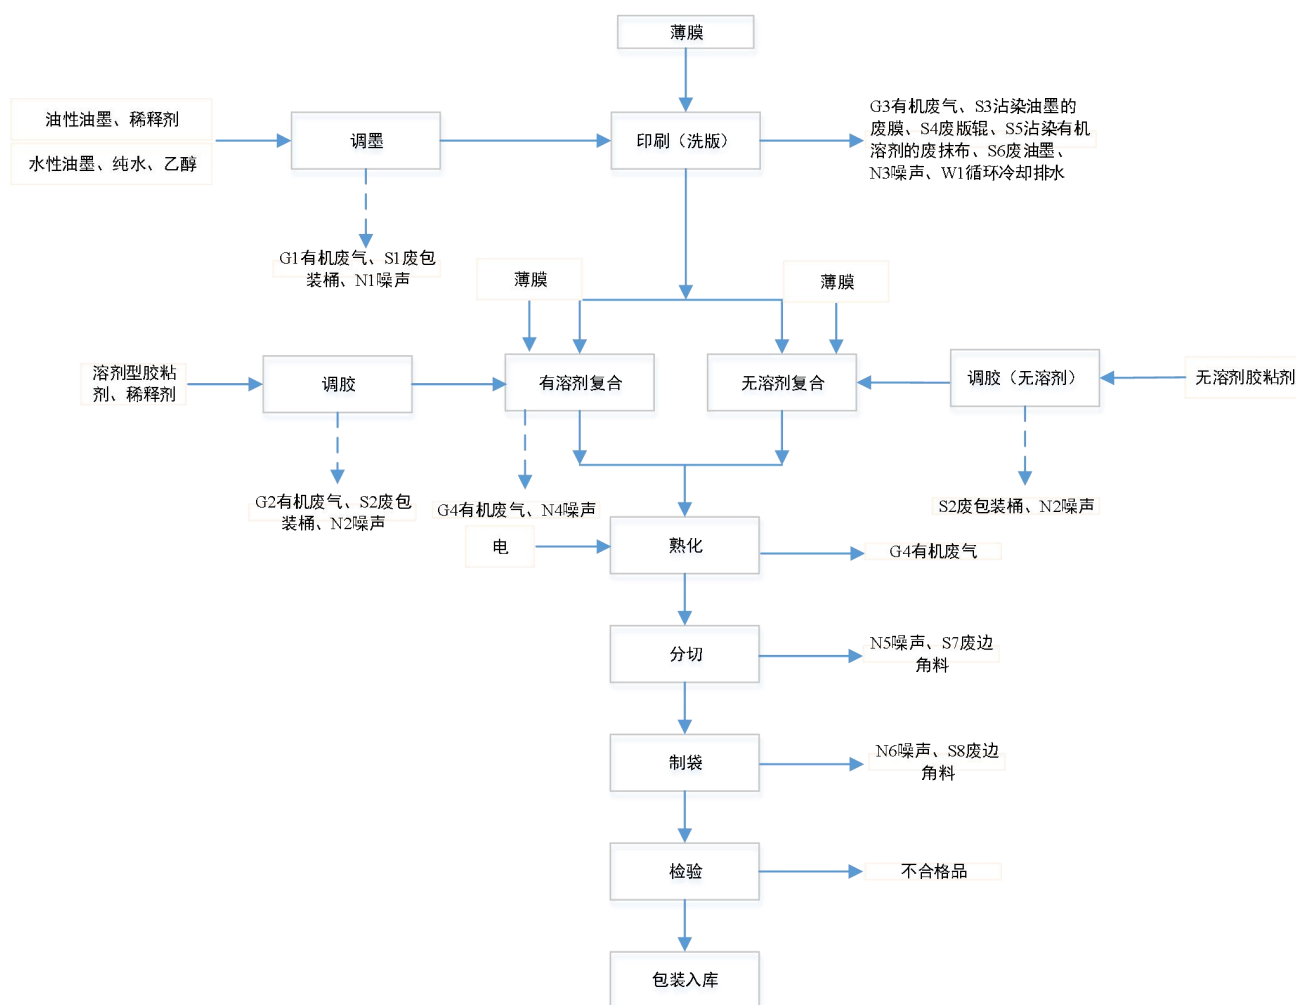 薄膜
油性油墨、稀释剂
水性油墨、纯水、乙醇
调墨
印刷（洗版）
G3有机废气、S3沾染油墨的
废膜、S4废版辊、S5沾染有机
溶剂的废抹布、S6废油墨、
N3噪声、W1循环冷却排水
G1有机废气、S1废包
装桶、N1噪声
薄膜
薄膜
溶剂型胶粘
剂、稀释剂
调胶
有溶剂复合
无溶剂复合
调胶（无溶剂）
无溶剂胶粘剂
G2有机废气、S2废包
装桶、N2噪声
G4有机废气、N4噪声
S2废包装桶、N2噪声
电
熟化
G4有机废气
分切
N5噪声、S7废边
角料
制袋
N6噪声、S8废边
角料
检验
不合格品
包装入库